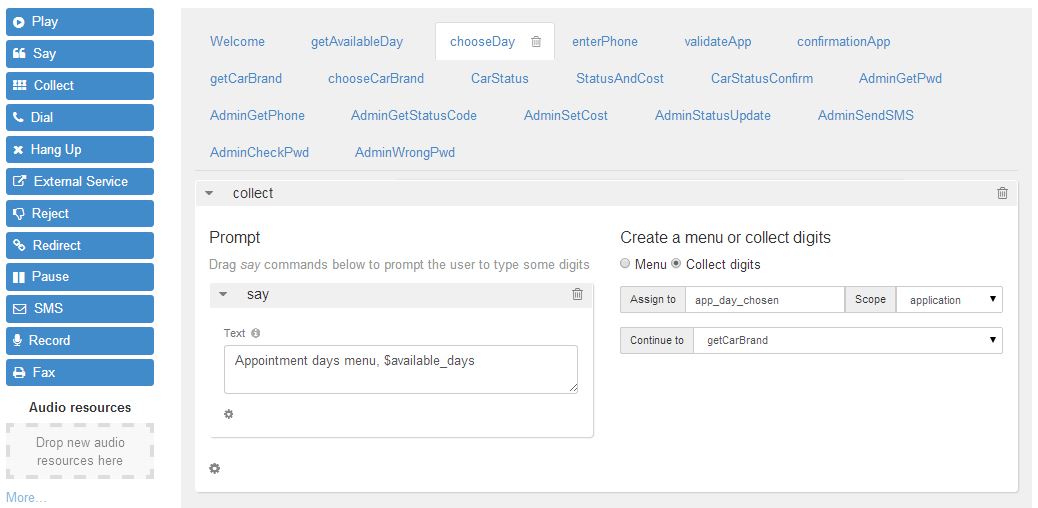 Play
Say
Collect
Dial
Hang Up
External Service
Reject
Redirect
Pause
SMS
Record
Fax
Audio resources
Drop new audio
resources here
More...
Welcome getAvailableDay chooseDay enterPhone validateApp confirmationApp
getCarBrand chooseCarBrand CarStatus StatusAndCost CarStatusConfirm AdminGetPwd
AdminGetPhone AdminGetStatusCode AdminSetCost AdminStatusUpdate AdminSendSMS
AdminCheckPwd AdminWrongPwd
collect
Prompt
Drag say commands below to prompt the user to type some digits
say
Text
Appointment days menu, $available_days
Create a menu or collect digits
Menu Collect digits
Assign to app_day_chosen Scope application
Continue to getCarBrand